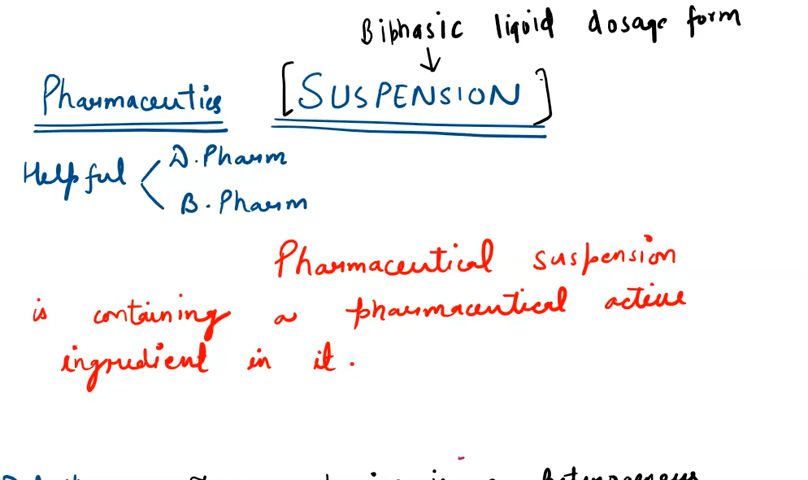 Biphasic liquid dosage form
Pharmaceutics [SUSPENSION]
Helpful D.Pharm
B.Pharm
Pharmaceutical suspension
is containing a pharmaceutical active
ingredient in it.